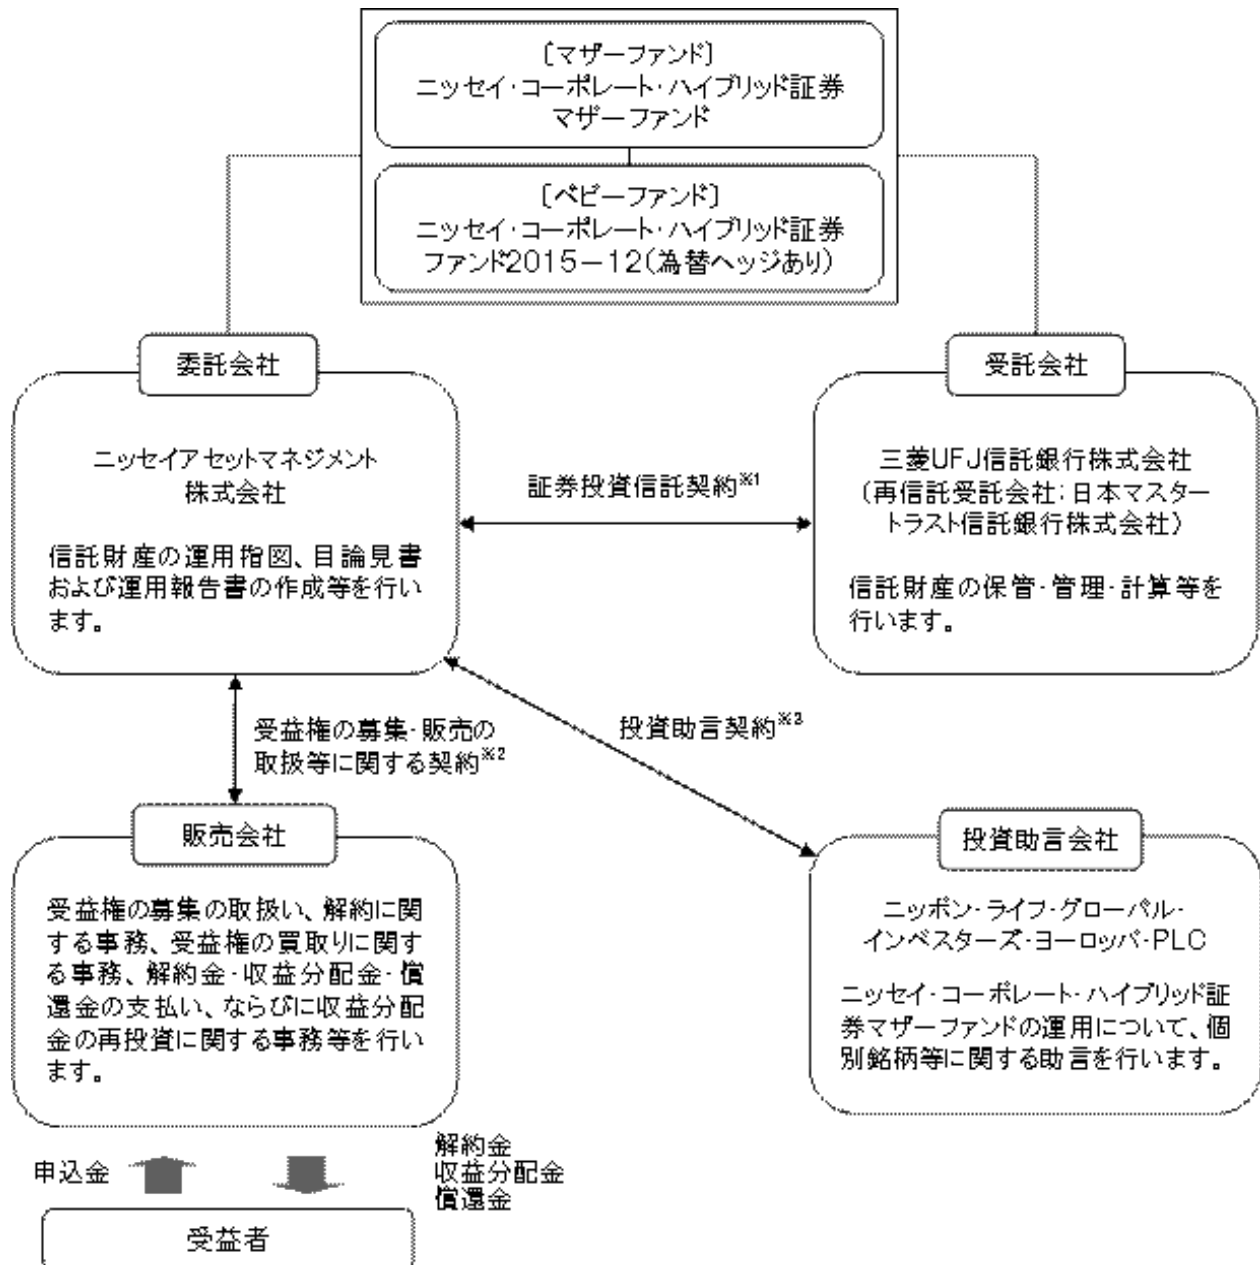 〔マザーファンド〕
ニッセイ・コーポレート・ハイブリッド証券
マザーファンド
〔ベビーファンド〕
ニッセイ・コーポレート・ハイブリッド証券
ファンド2015－12（為替ヘッジあり）
委託会社
ニッセイアセットマネジメント
株式会社
信託財産の運用指図、目論見書
および運用報告書の作成等を行い
ます。
証券投資信託契約※1
受託会社
三菱UFJ信託銀行株式会社
（再信託受託会社：日本マスター
トラスト信託銀行株式会社）
信託財産の保管・管理・計算等を
行います。
受益権の募集・販売の
取扱等に関する契約※2
投資助言契約※3
販売会社
受益権の募集の取扱い、解約に関
する事務、受益権の買取りに関す
る事務、解約金・収益分配金・償
還金の支払い、ならびに収益分配
金の再投資に関する事務等を行い
ます。
投資助言会社
ニッポン・ライフ・グローバル・
インベスターズ・ヨーロッパ・PLC
ニッセイ・コーポレート・ハイブリッド証
券マザーファンドの運用について、個
別銘柄等に関する助言を行います。
申込金
解約金
収益分配金
償還金
受益者